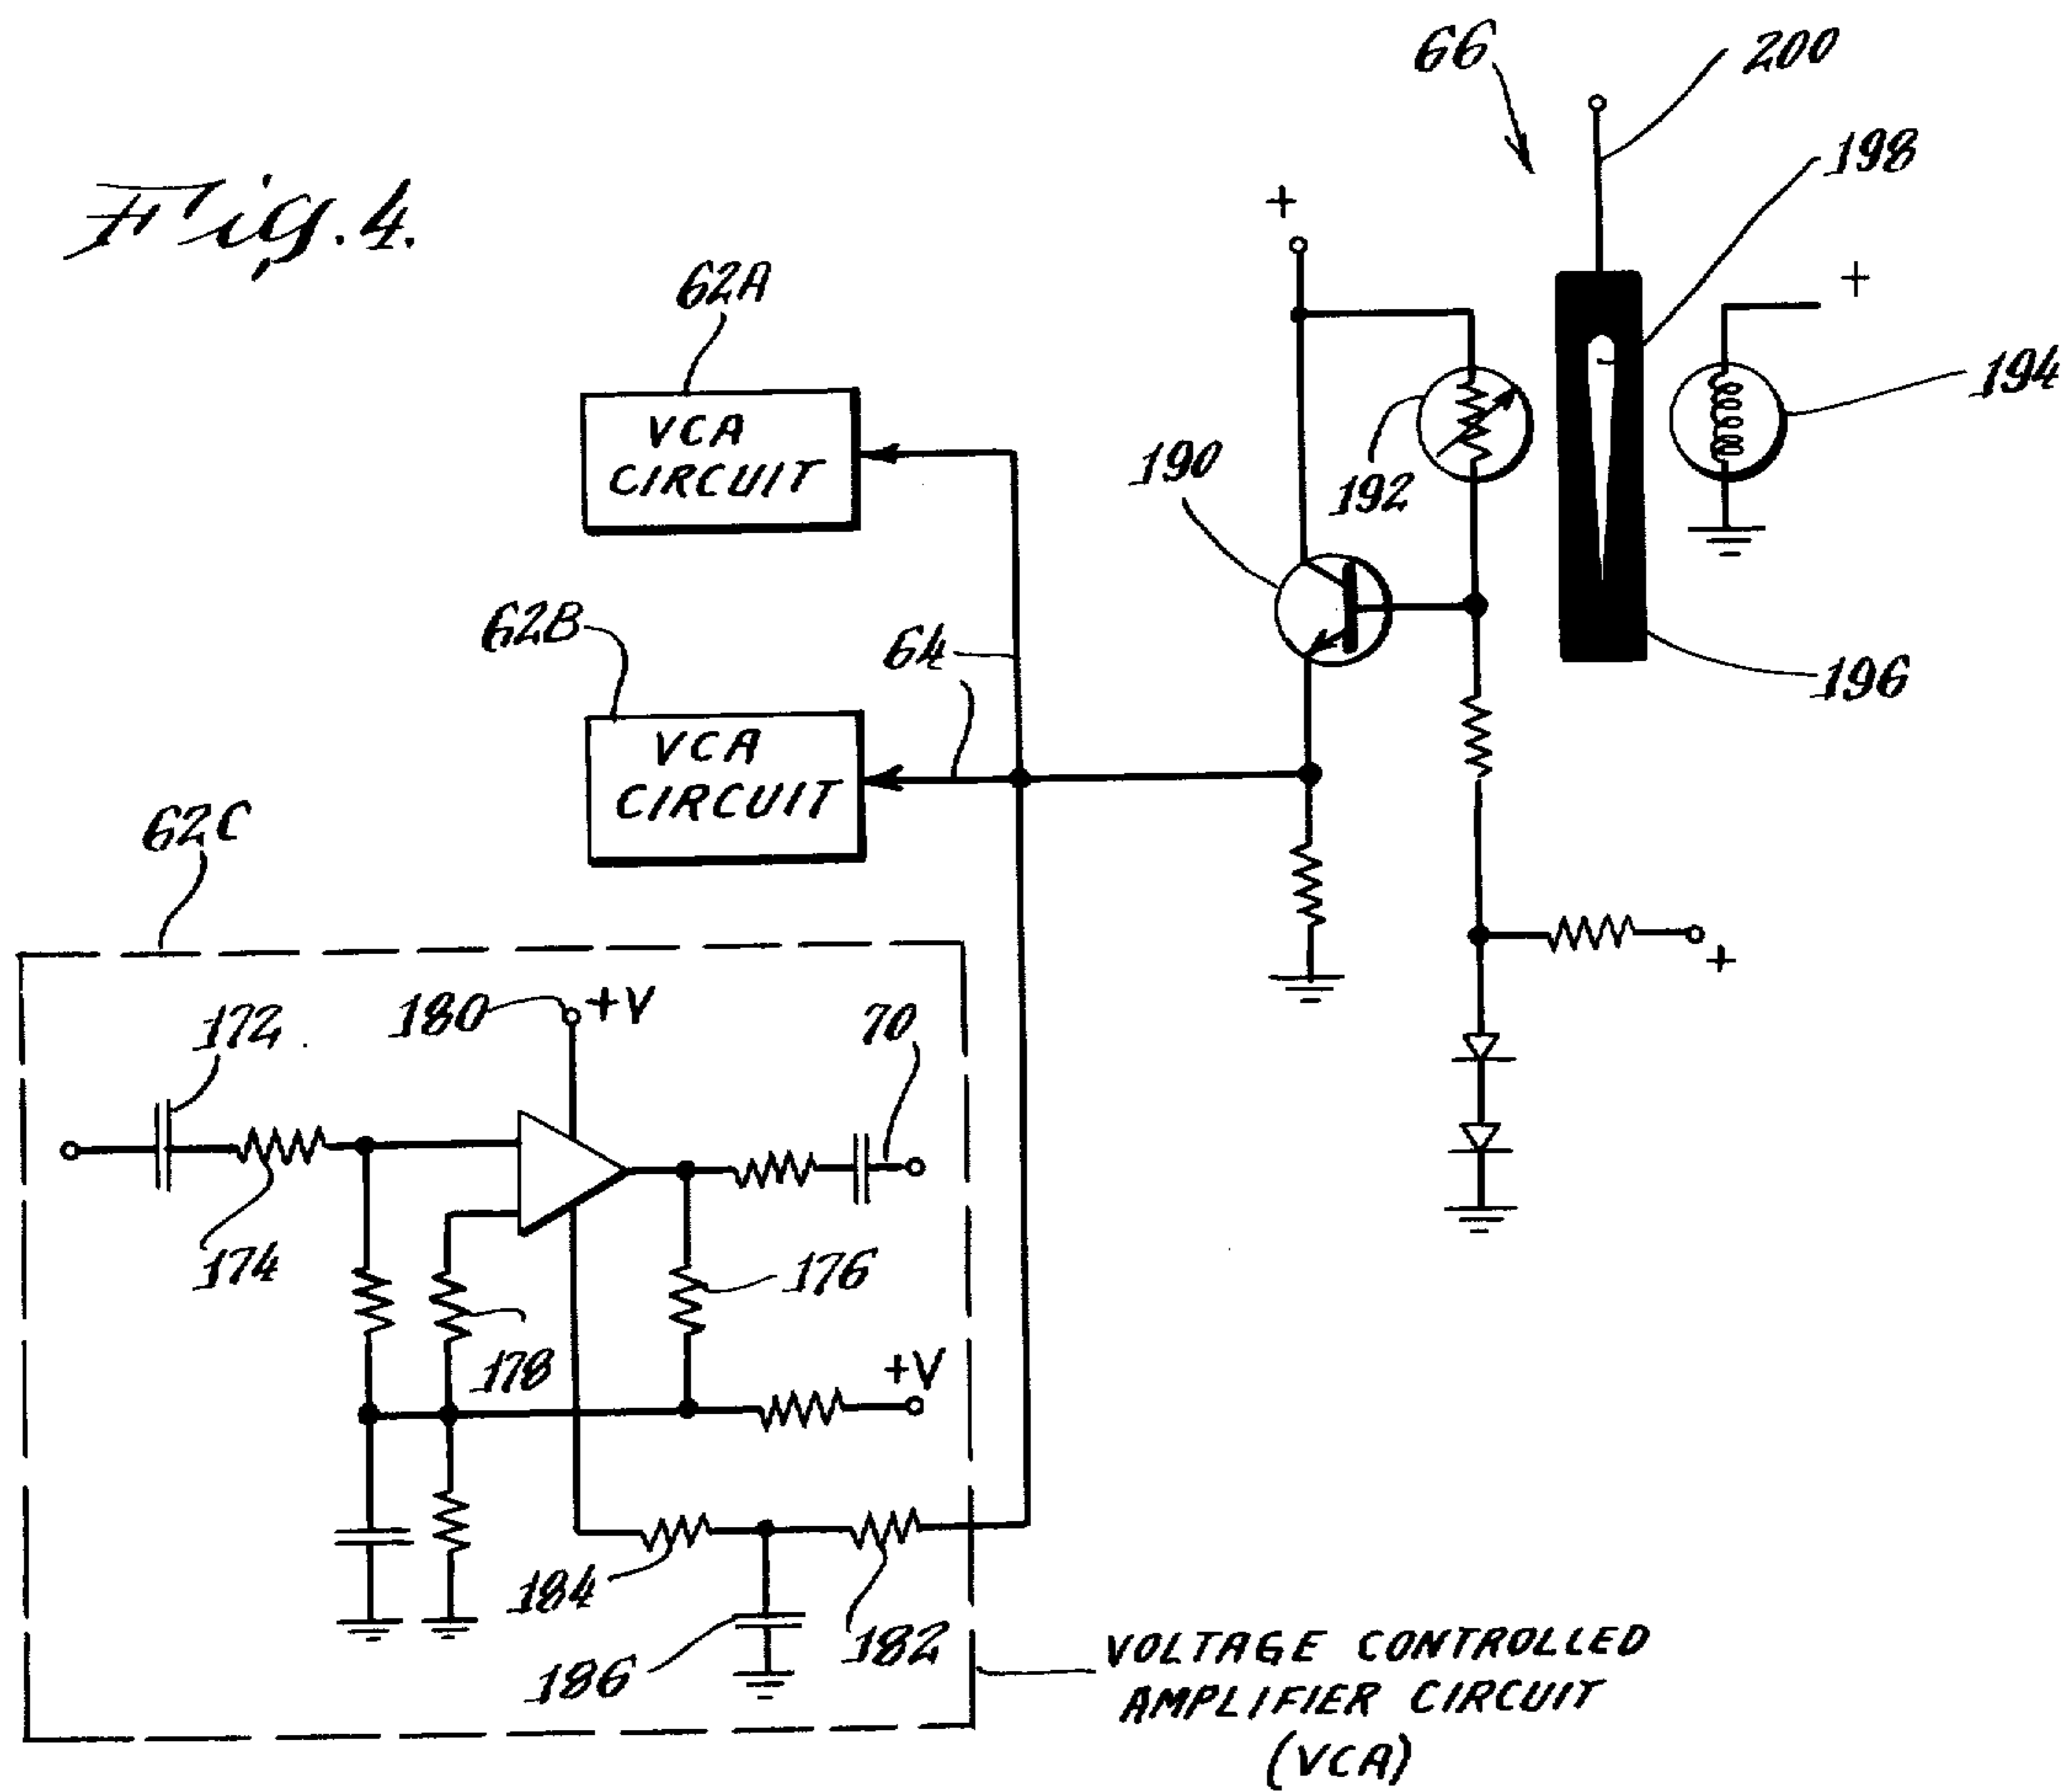 Fig. 4.
66
200
198
+
+
194
192
190
196
62A
VCA
CIRCUIT
62B
VCA
CIRCUIT
64
+
62C
172
180
+V
70
174
176
178
+V
184
186
182
VOLTAGE CONTROLLED
AMPLIFIER CIRCUIT
(VCA)